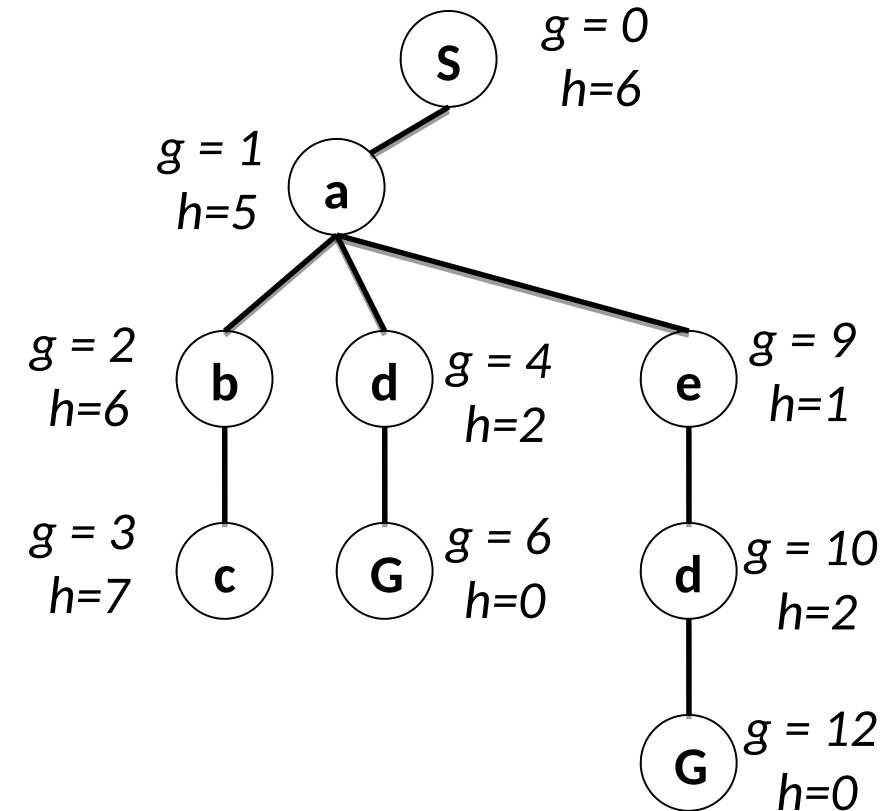 S
g = 0
h=6
g = 1
h=5
a
g = 2
h=6
b
d
g = 4
h=2
e
g = 9
h=1
g = 3
h=7
c
G
g = 6
h=0
d
g = 10
h=2
G
g = 12
h=0